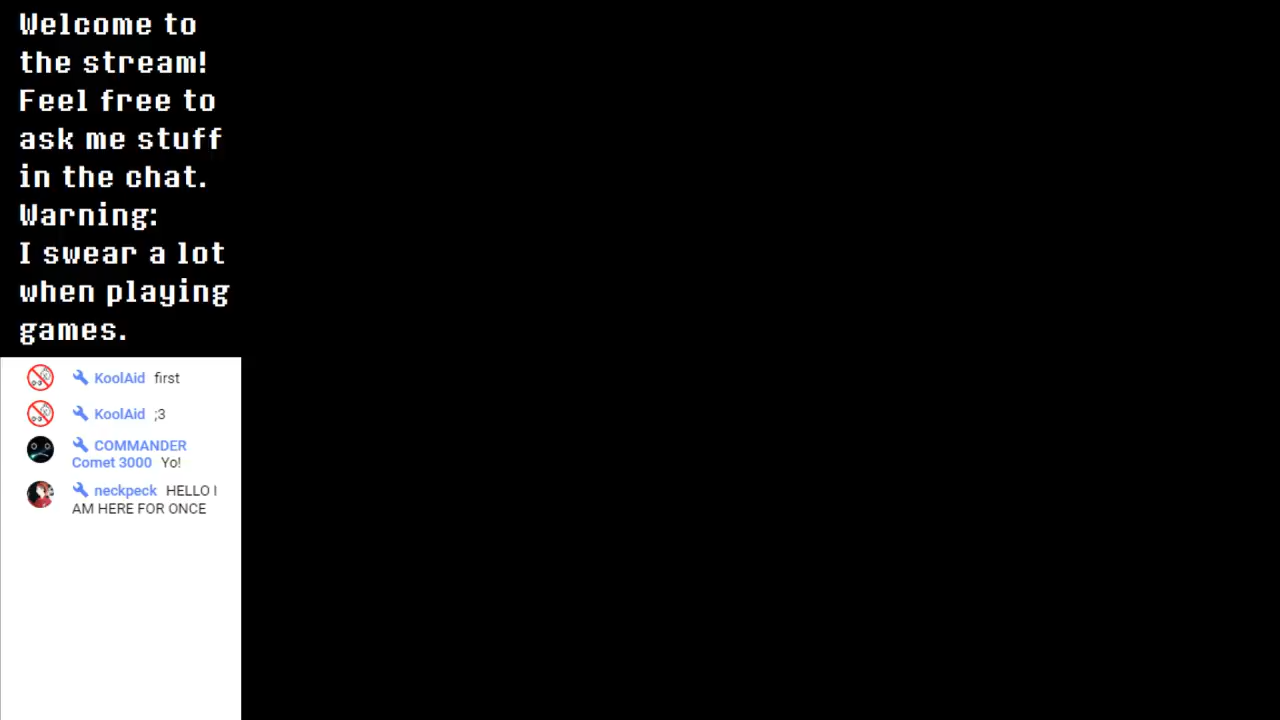 Welcome to
the stream!
Feel free to
ask me stuff
in the chat.
Warning:
I swear a lot
when playing
games.
KoolAid first
KoolAid ;3
COMMANDER
Comet 3000 Yo!
neckpeck HELLO I
AM HERE FOR ONCE